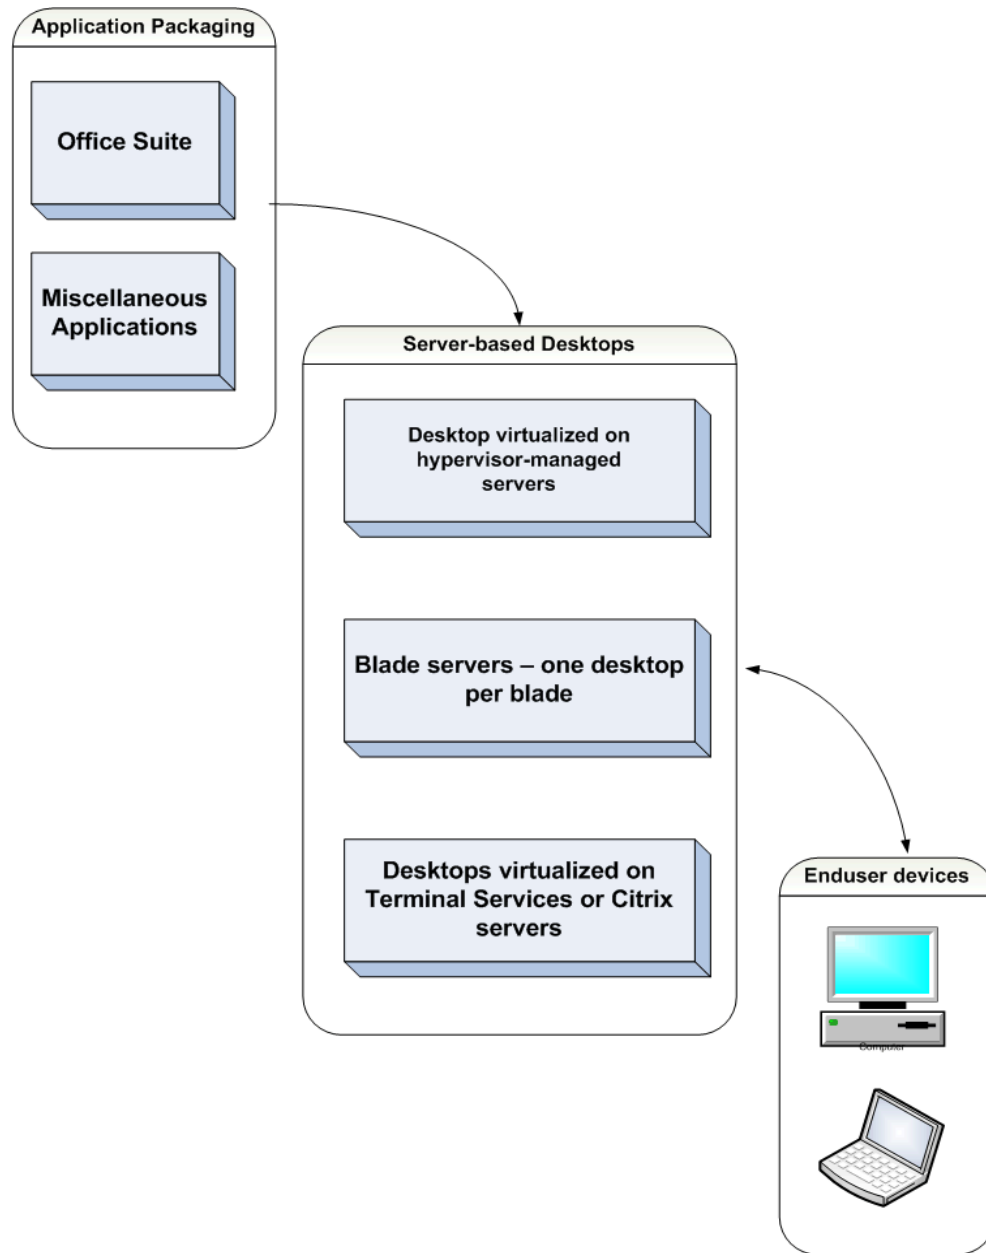 Application Packaging
Office Suite
Miscellaneous
Applications
Server-based Desktops
Desktop virtualized on
hypervisor-managed
servers
Blade servers – one desktop
per blade
Desktops virtualized on
Terminal Services or Citrix
servers
Enduser devices
Computer